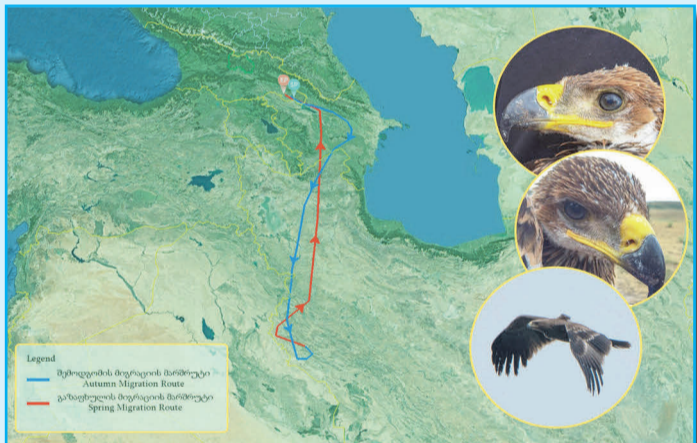 Legend
შემოდგომის მიგრაციის მარშრუტი
Autumn Migration Route
გაზაფხულის მიგრაციის მარშრუტი
Spring Migration Route